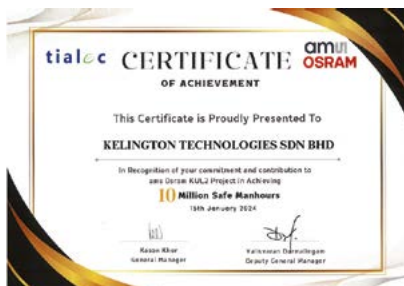 tialoc
CERTIFICATE
ams
OSRAM
OF ACHIEVEMENT
This Certificate is Proudly Presented To
KELINGTON TECHNOLOGIES SDN BHD
In Recognition of your commitment and contribution to
ams Osram KUL2 Project in Achieving
10 Million Safe Manhours
15th January 2024
Kason Khor
General Manager
Deputy General Manager